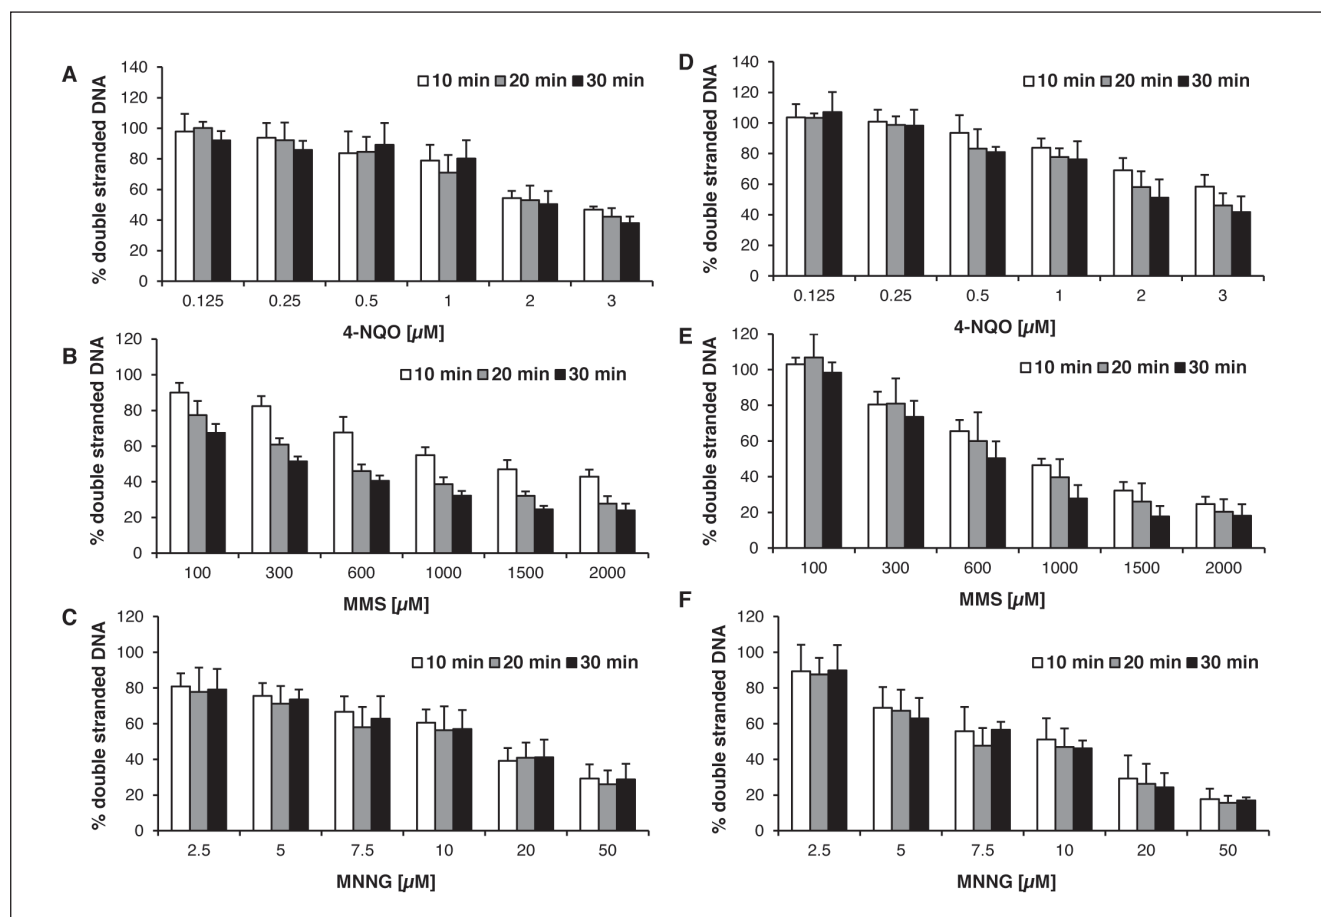 A
% double stranded DNA
140
120
100
80
60
40
20
0
10 min 20 min 30 min
0.125 0.25 0.5 1 2 3
4-NQO [µM]
B
% double stranded DNA
120
100
80
60
40
20
0
10 min 20 min 30 min
100 300 600 1000 1500 2000
MMS [µM]
C
% double stranded DNA
120
100
80
60
40
20
0
10 min 20 min 30 min
2.5 5 7.5 10 20 50
MNNG [µM]
D
% double stranded DNA
140
120
100
80
60
40
20
0
10 min 20 min 30 min
0.125 0.25 0.5 1 2 3
4-NQO [µM]
E
% double stranded DNA
120
100
80
60
40
20
0
10 min 20 min 30 min
100 300 600 1000 1500 2000
MMS [µM]
F
% double stranded DNA
120
100
80
60
40
20
0
10 min 20 min 30 min
2.5 5 7.5 10 20 50
MNNG [µM]